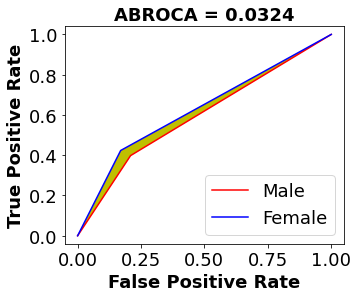 ABROCA = 0.0324
True Positive Rate
1.0
0.8
0.6
0.4
0.2
0.0
Male
Female
0.00 0.25 0.50 0.75 1.00
False Positive Rate